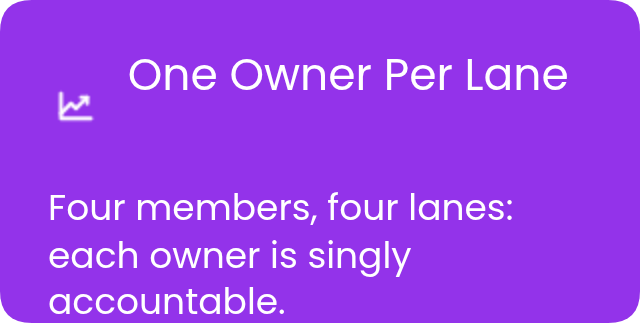 One Owner Per Lane
Four members, four lanes:
each owner is singly
accountable.